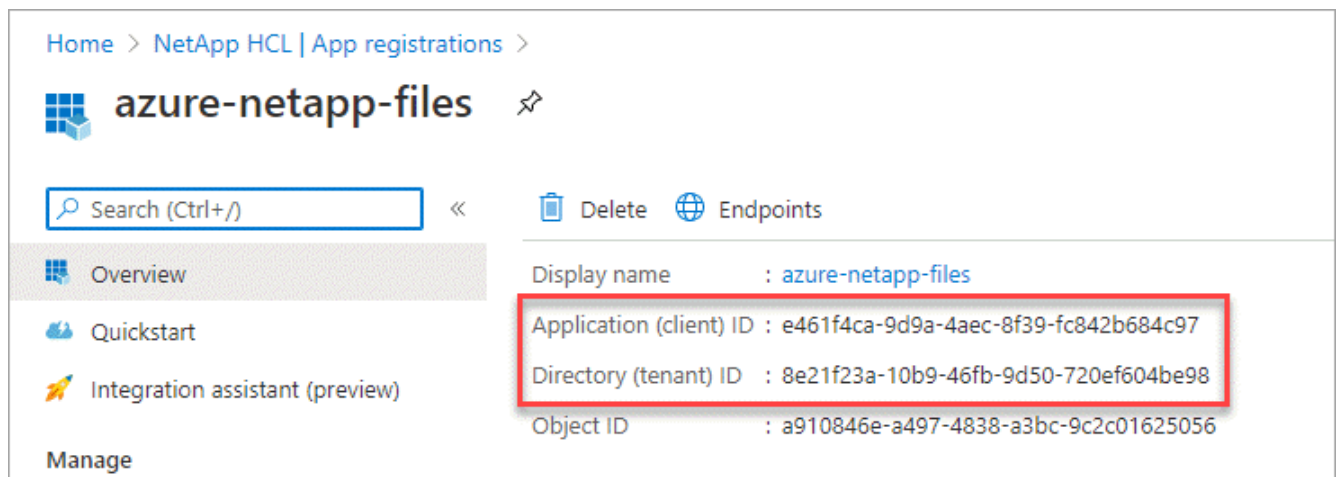 Home > NetApp HCL | App registrations >
azure-netapp-files
Search (Ctrl+/)
«
Delete
Endpoints
Overview
Quickstart
Integration assistant (preview)
Manage
Display name : azure-netapp-files
Application (client) ID : e461f4ca-9d9a-4aec-8f39-fc842b684c97
Directory (tenant) ID : 8e21f23a-10b9-46fb-9d50-720ef604be98
Object ID : a910846e-a497-4838-a3bc-9c2c01625056